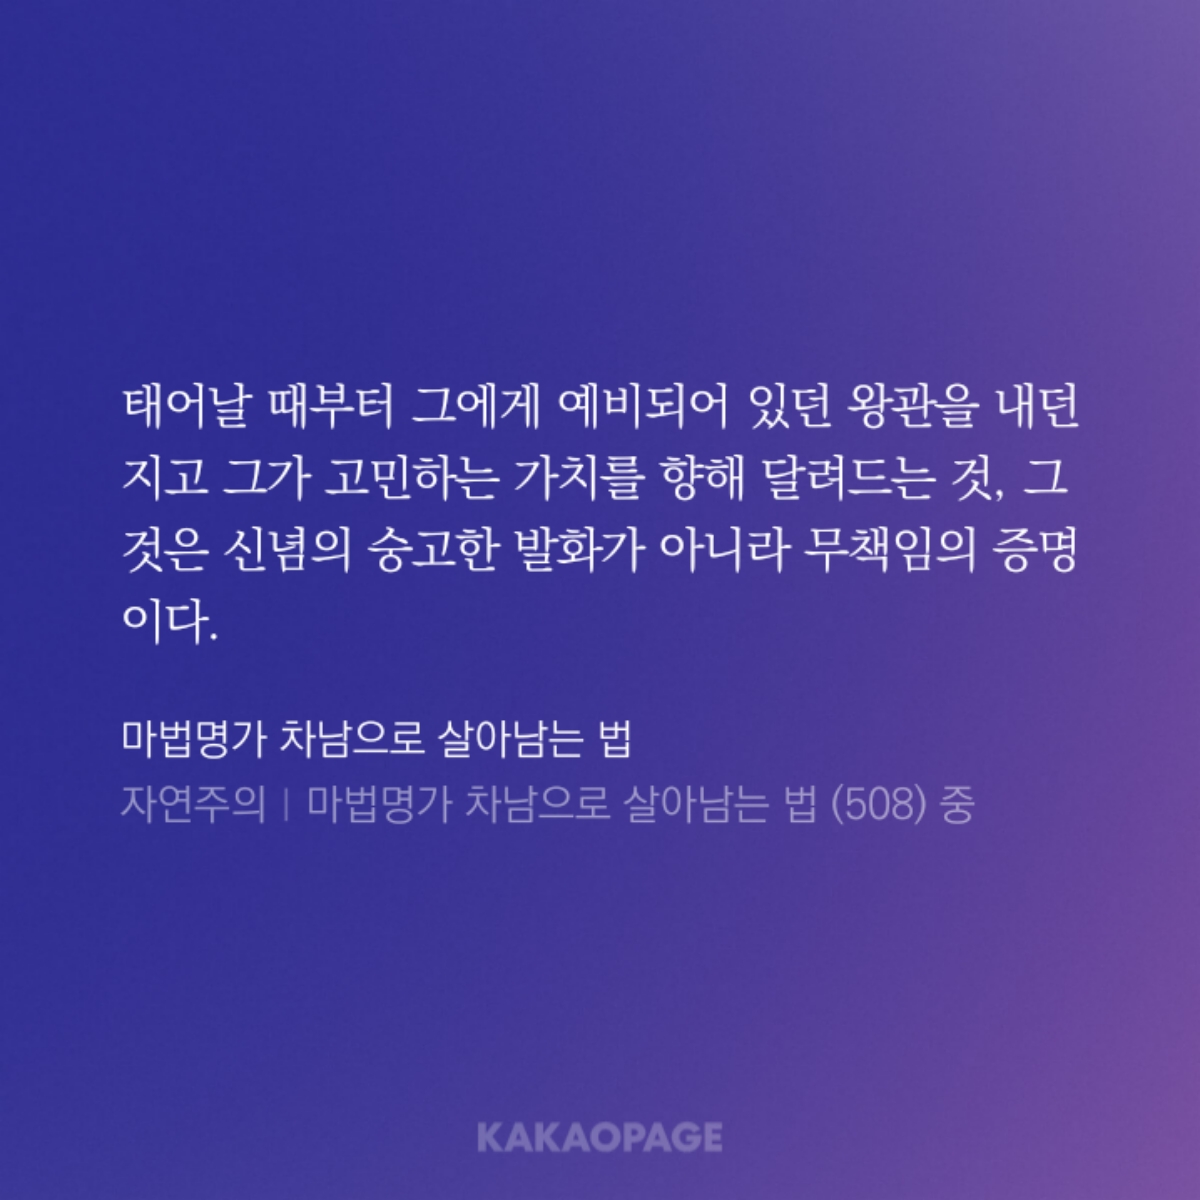 태어날 때부터 그에게 예비되어 있던 왕관을 내던
지고 그가 고민하는 가치를 향해 달려드는 것, 그
것은 신념의 숭고한 발화가 아니라 무책임의 증명
이다.
마법명가 차남으로 살아남는 법
자연주의 | 마법명가 차남으로 살아남는 법 (508) 중
KAKAOPAGE